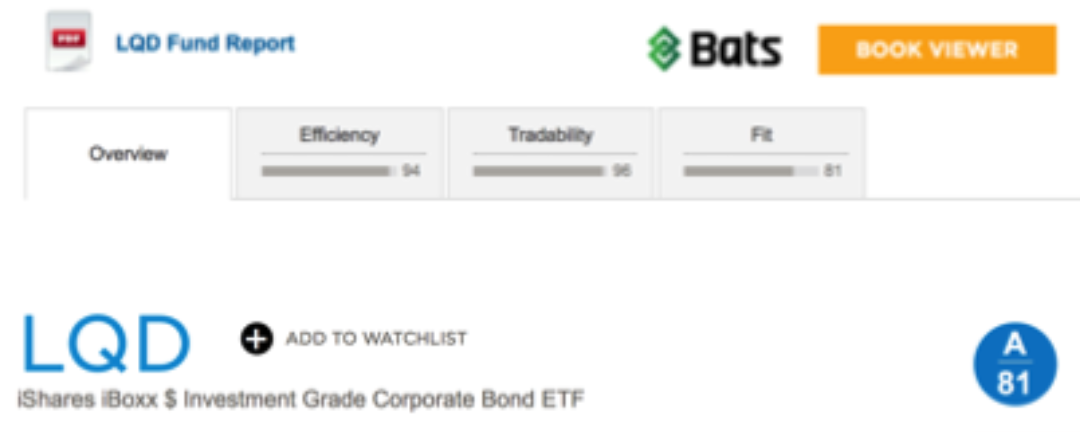 PDF
LQD Fund Report
Bats
BOOK VIEWER
Overview
Efficiency
94
Tradability
96
Fit
81
LQD
ADD TO WATCHLIST
iShares iBoxx $ Investment Grade Corporate Bond ETF
A
81